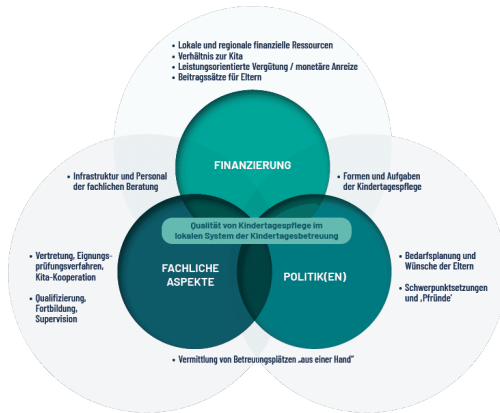 • Lokale und regionale finanzielle Ressourcen
• Verhältnis zur Kita
• Leistungsorientierte Vergütung / monetäre Anreize
• Beitragssätze für Eltern
FINANZIERUNG
• Infrastruktur und Personal
der fachlichen Beratung
• Formen und Aufgaben
der Kindertagespflege
Qualität von Kindertagespflege im
lokalen System der Kindertagesbetreuung
• Vertretung, Eignungs-
prüfungsverfahren,
Kita-Kooperation
• Qualifizierung,
Fortbildung,
Supervision
FACHLICHE
ASPEKTE
POLITIK(EN)
• Bedarfsplanung und
Wünsche der Eltern
• Schwerpunktsetzungen
und ‚Pfründe‘
• Vermittlung von Betreuungsplätzen „aus einer Hand“